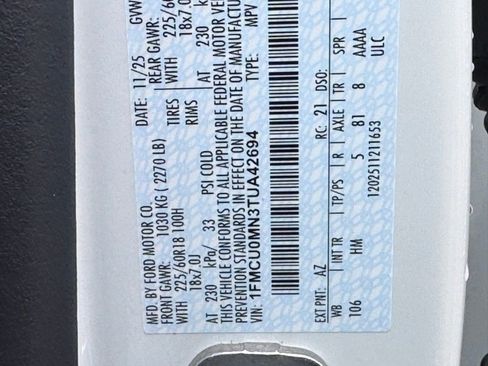 MFD. BY FORD MOTOR CO.
DATE: 11/25 GVW
FRONT GAWR: 1030 KG ( 2270 LB) REAR GAWR:
WITH 225/60R18 100H TIRES WITH 225/60
18x7.0J RIMS 18x7.0
AT 230 kPa/ 33 PSI COLD AT 230 k
THIS VEHICLE CONFORMS TO ALL APPLICABLE FEDERAL MOTOR VEH
PREVENTION STANDARDS IN EFFECT ON THE DATE OF MANUFACTUR
VIN: 1FMCU0MN3TUA42694 TYPE: MPV
EXT PNT: AZ RC: 21 DSO:
WB INT TR TP/PS R AXLE TR SPR
106 HM 5 81 8 AAAA
1202511211653 ULC